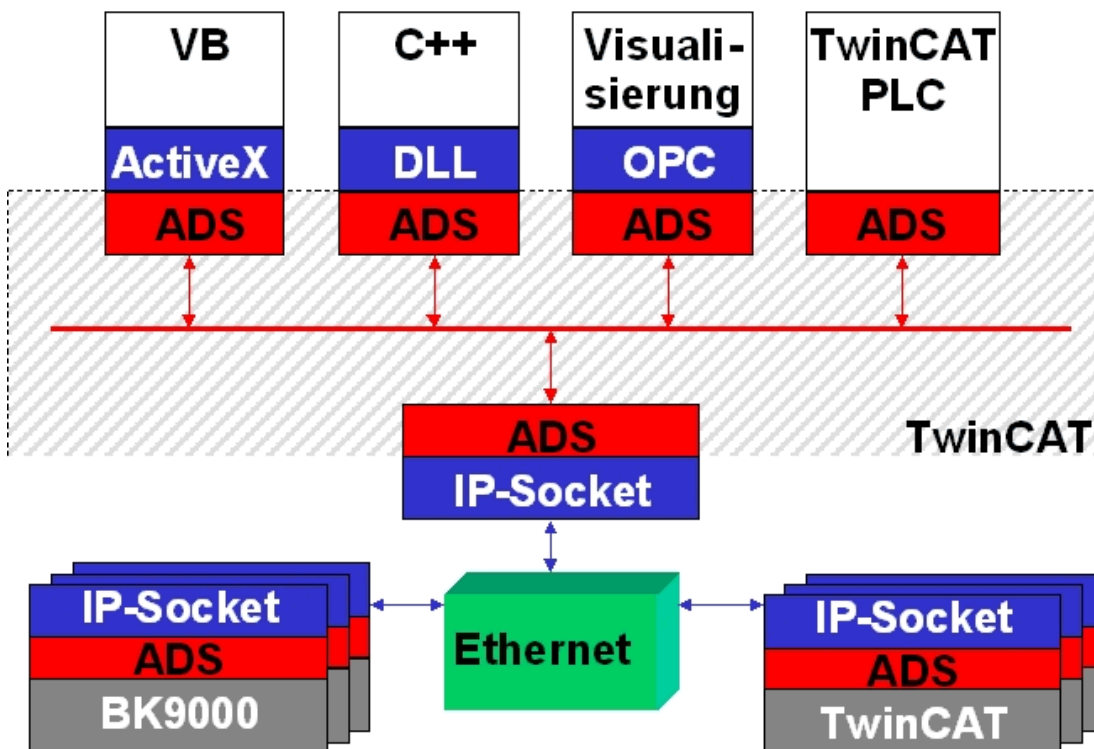 VB
ActiveX
ADS
C++
DLL
ADS
Visuali-
sierung
OPC
ADS
TwinCAT
PLC
ADS
TwinCAT
ADS
IP-Socket
IP-Socket
ADS
BK9000
Ethernet
IP-Socket
ADS
TwinCAT